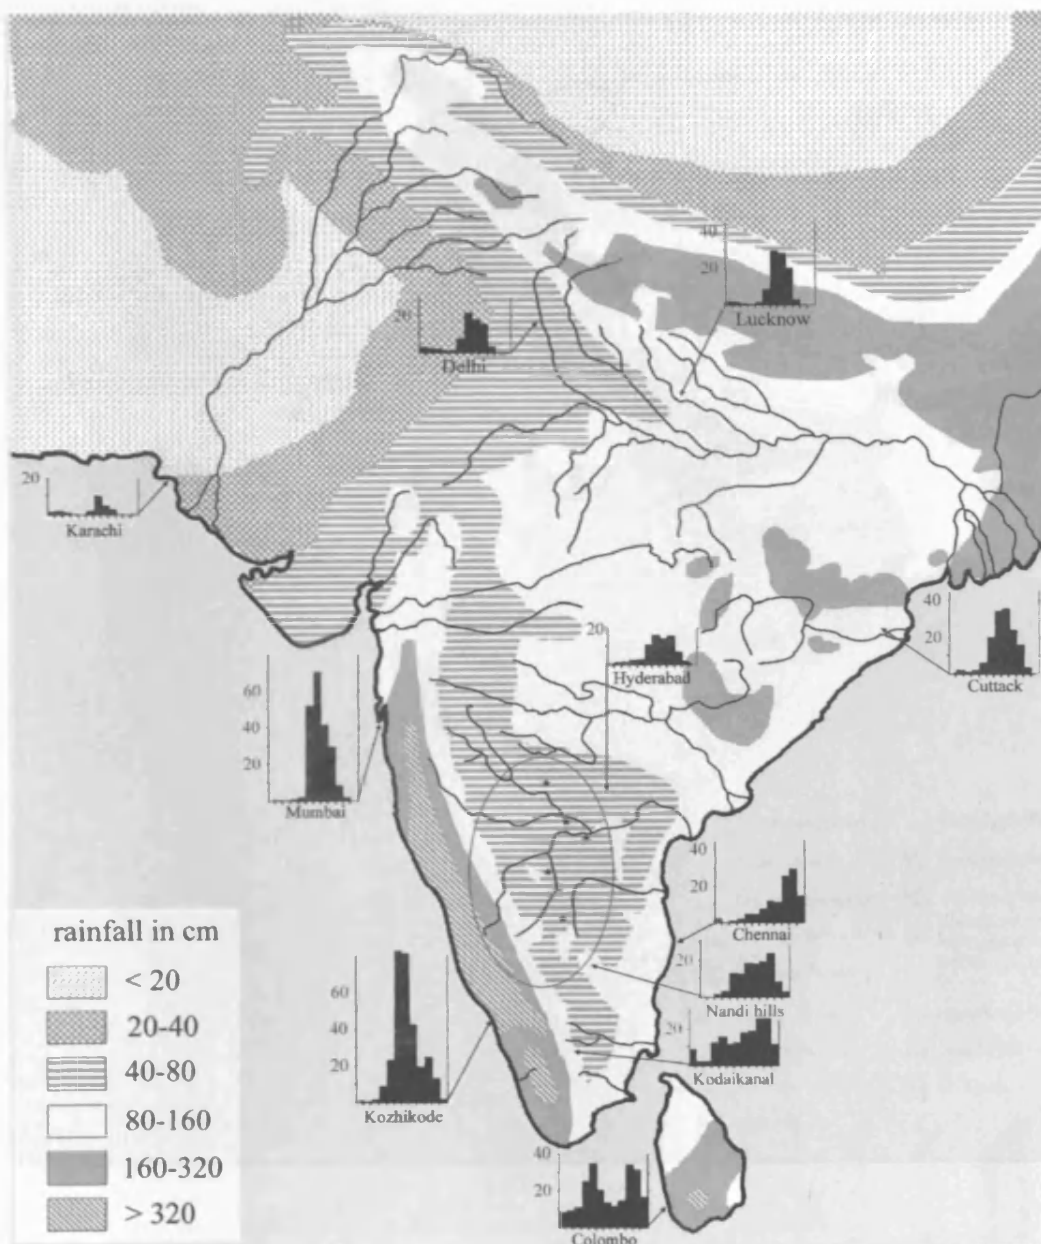 40
20
Lucknow
20
Delhi
20
Karachi
20
Hyderabad
40
20
Cuttack
60
40
20
Mumbai
40
20
Chennai
20
Nandi hills
20
Kodaikanal
60
40
20
Kozhikode
40
20
Colombo
rainfall in cm
< 20
20-40
40-80
80-160
160-320
> 320